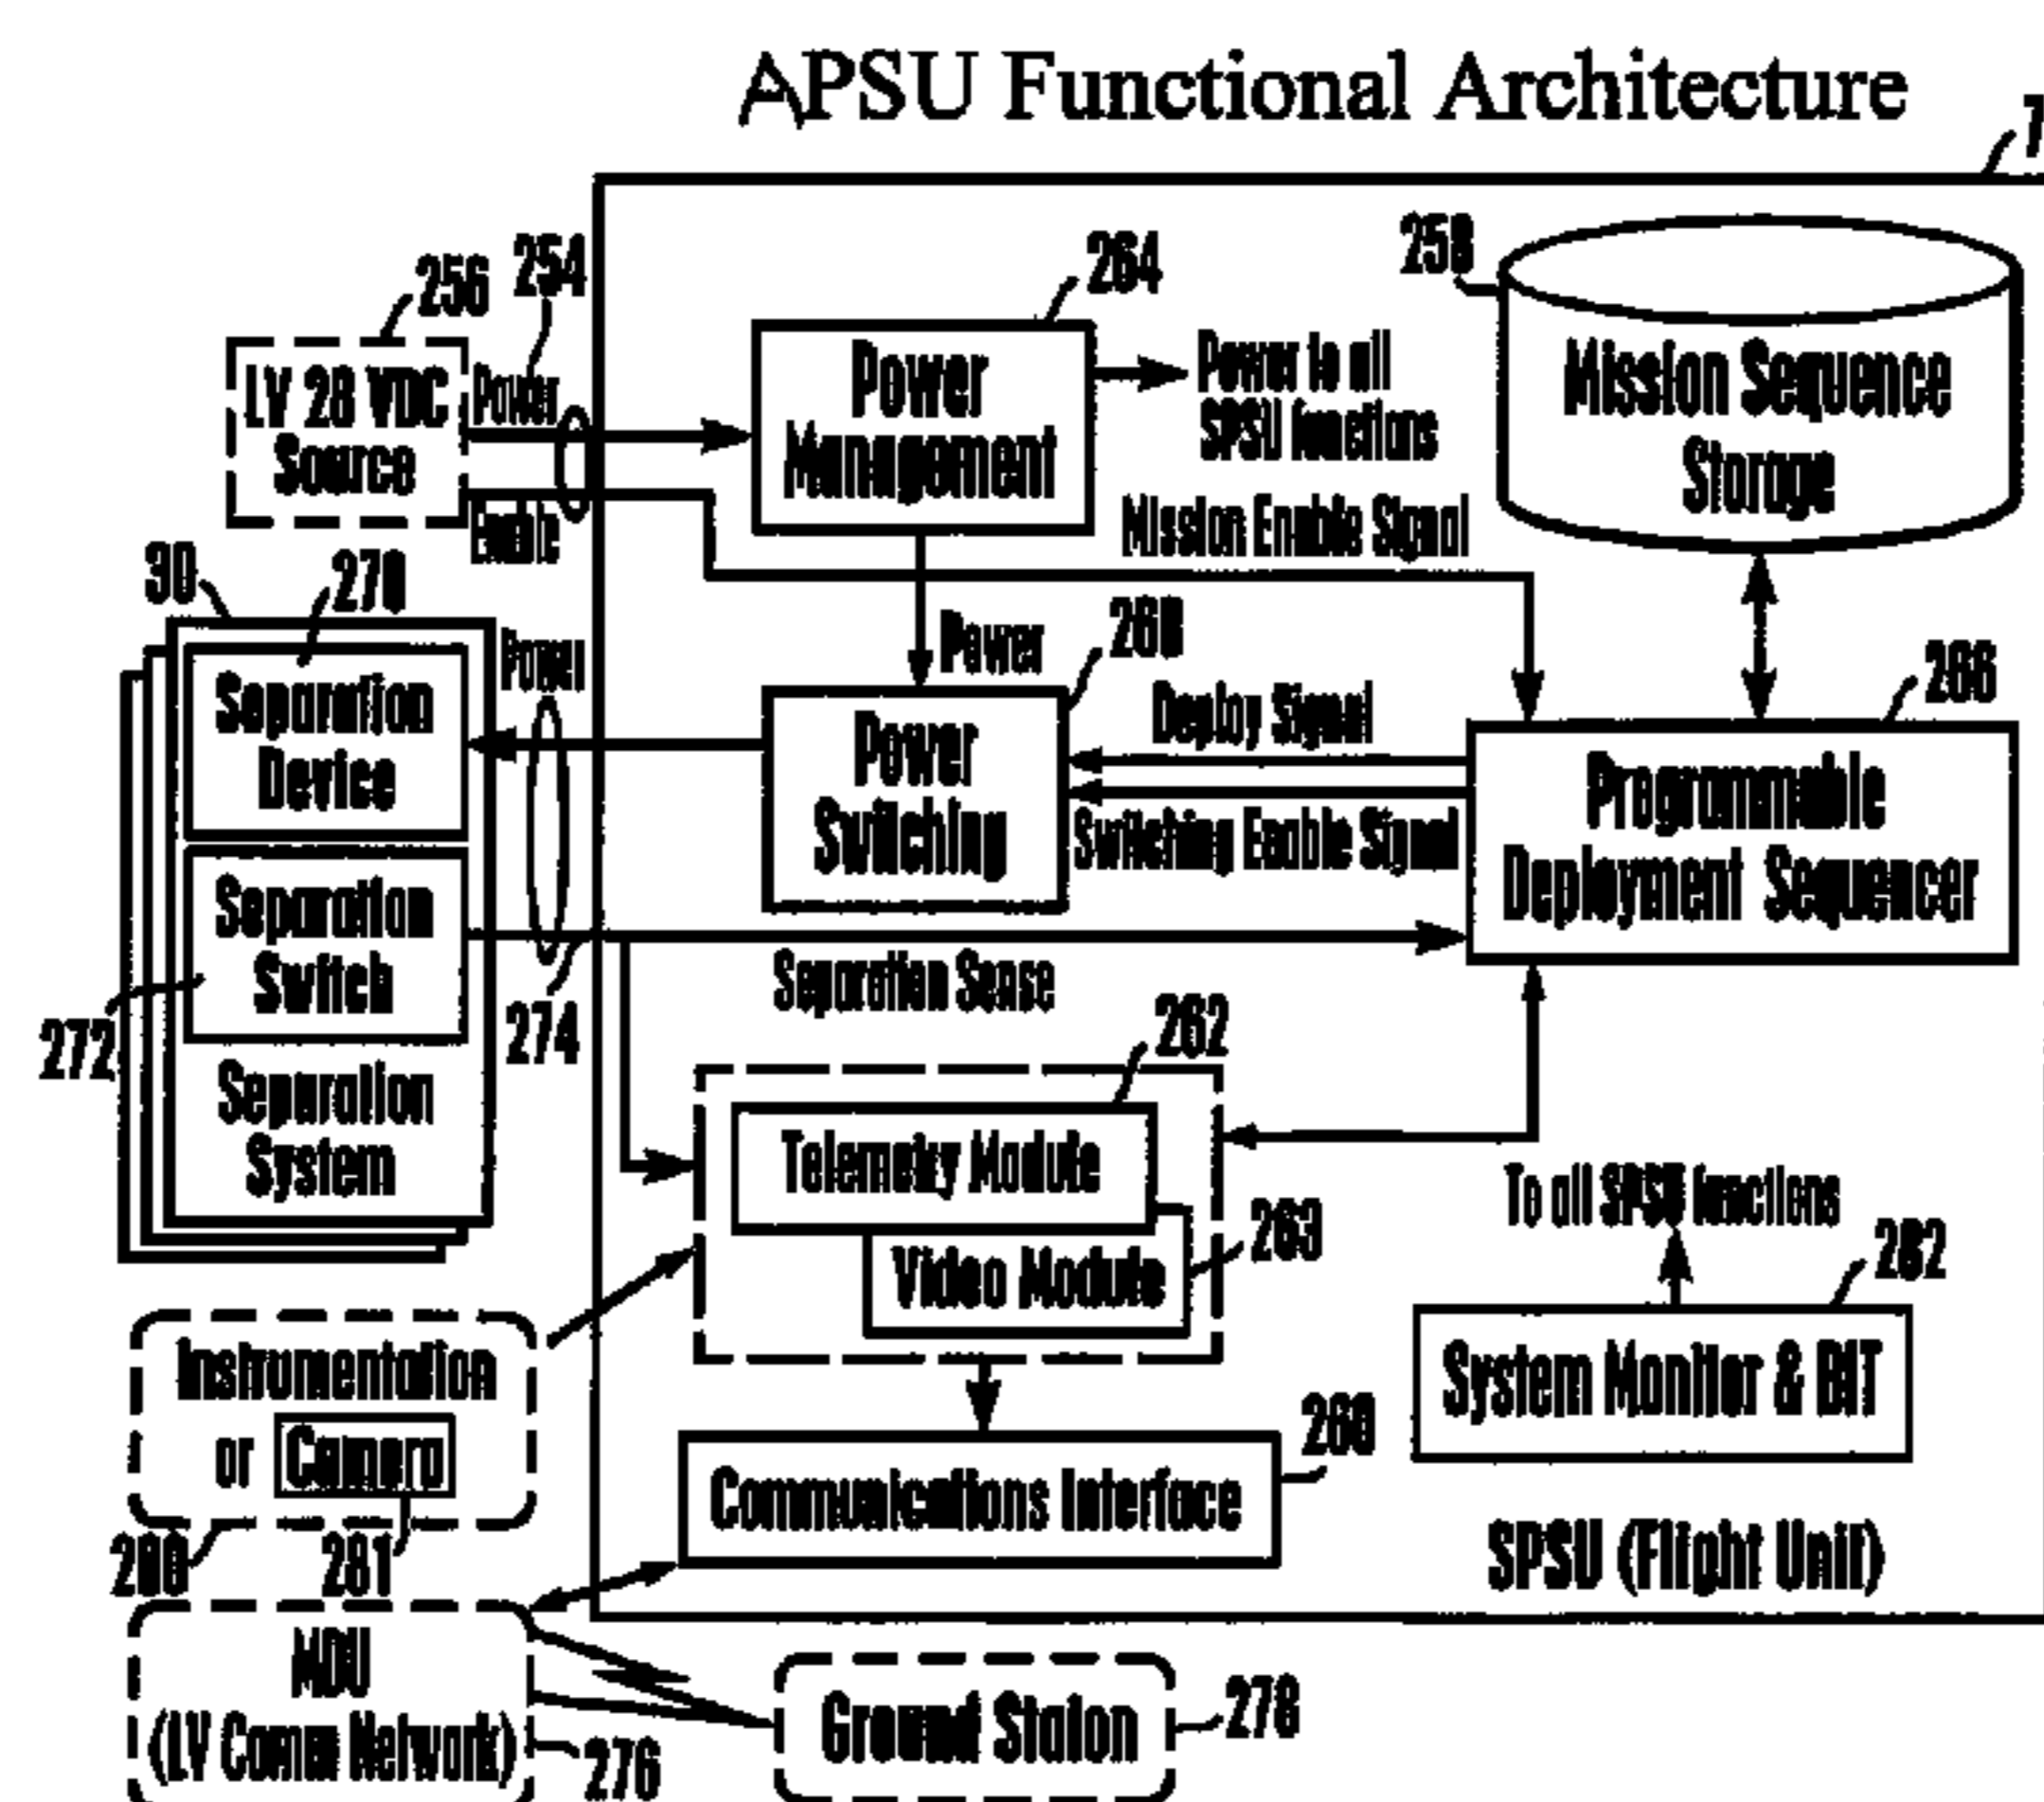 APSU Functional Architecture
256
254
264
258
LV 28 VDC
Source
Power
Enable
Power
Management
Power to all
SPSU functions
Mission Sequence
Storage
Mission Enable Signal
30
270
Power
Power
268
266
Separation
Device
Power
Switching
Deploy Signal
Switching Enable Signal
Programmable
Deployment Sequencer
Separation
Switch
272
274
Separation Sense
Separation
System
262
Telemetry Module
Video Module
263
To all SPSU functions
282
System Monitor & BIT
Instrumentation
or Camera
280
281
Communications Interface
260
SPSU (Flight Unit)
MDU
(LV Comm Network)
276
Ground Staion
278